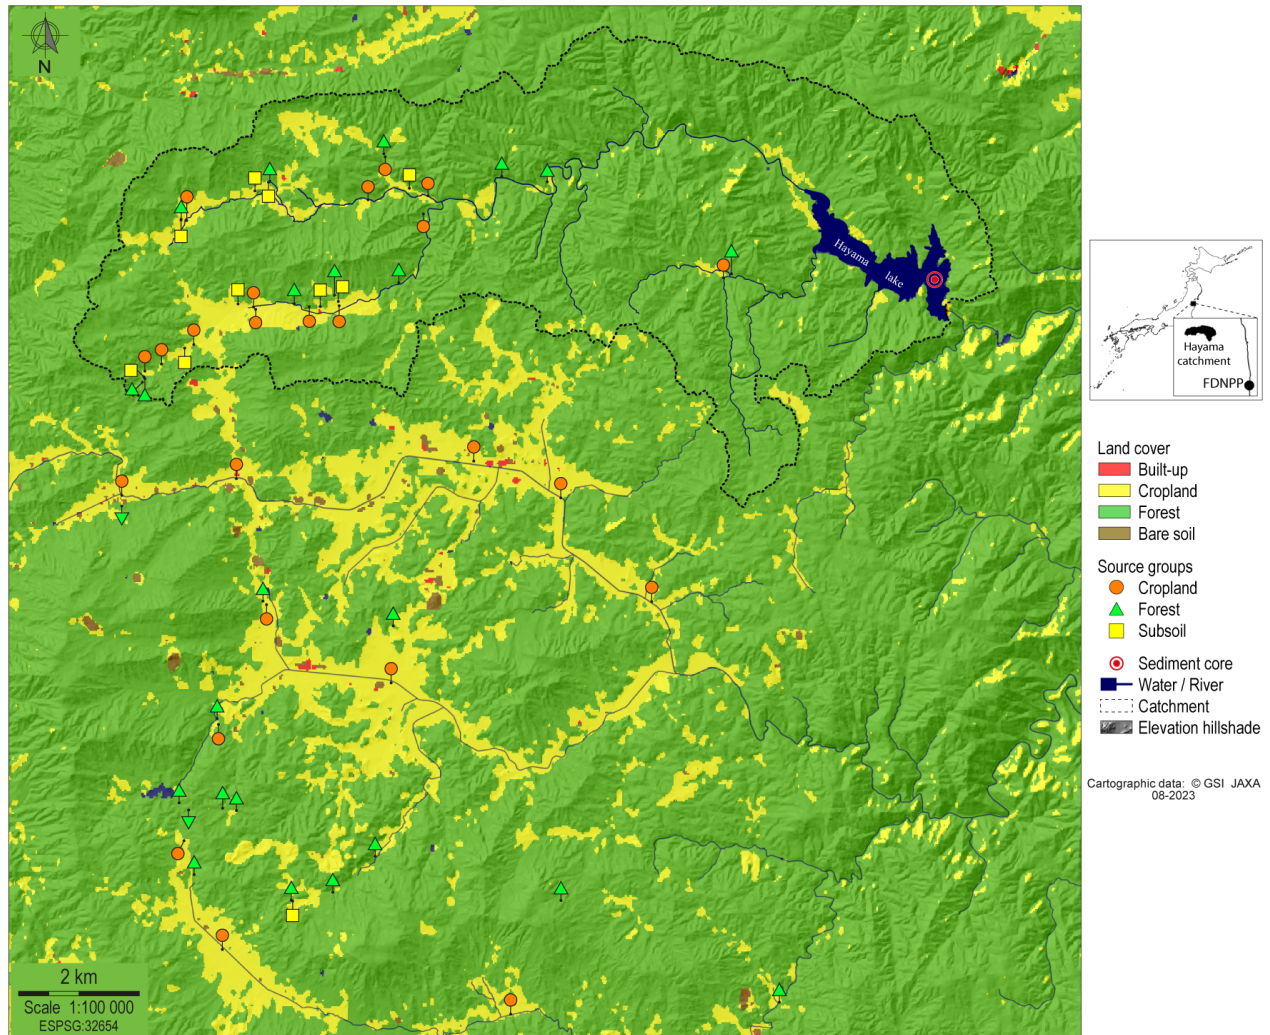 N
Hayama
lake
2 km
Scale 1:100 000
ESPSG:32654
Hayama
catchment
FDNPP
Land cover
Built-up
Cropland
Forest
Bare soil
Source groups
Cropland
Forest
Subsoil
Sediment core
Water / River
Catchment
Elevation hillshade
Cartographic data: © GSI JAXA
08-2023